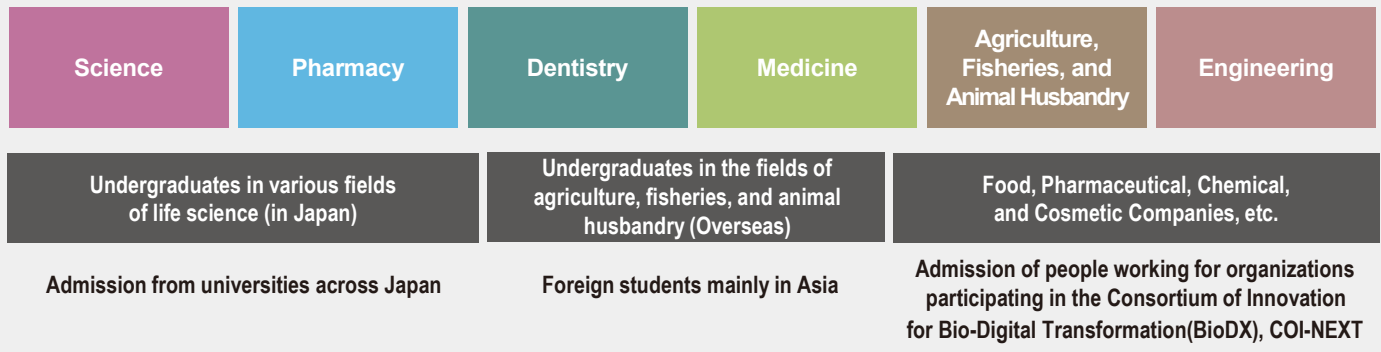 Science
Pharmacy
Dentistry
Medicine
Agriculture,
Fisheries, and
Animal Husbandry
Engineering
Undergraduates in various fields
of life science (in Japan)
Undergraduates in the fields of
agriculture, fisheries, and animal
husbandry (Overseas)
Food, Pharmaceutical, Chemical,
and Cosmetic Companies, etc.
Admission from universities across Japan
Foreign students mainly in Asia
Admission of people working for organizations
participating in the Consortium of Innovation
for Bio-Digital Transformation(BioDX), COI-NEXT